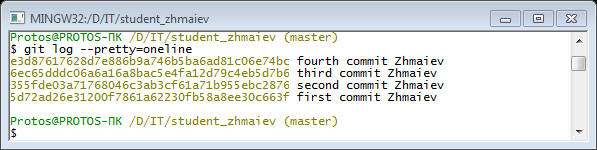 MINGW32:/D/IT/student_zhmaiev
Protos@PROTOS-ПК /D/IT/student_zhmaiev (master)
$ git log --pretty=oneline
e3d87617628d7e886b9a746b5ba6ad81c06e74bc fourth commit Zhmaiev
6ec65dddc06a6a16a8bac5e4fa12d79c4eb5d7b6 third commit Zhmaiev
355fde03a71768046c3ab3cf61a71b955ebc2876 second commit Zhmaiev
5d72ad26e31200f7861a62230fb58a8ee30c663f first commit Zhmaiev
Protos@PROTOS-ПК /D/IT/student_zhmaiev (master)
$